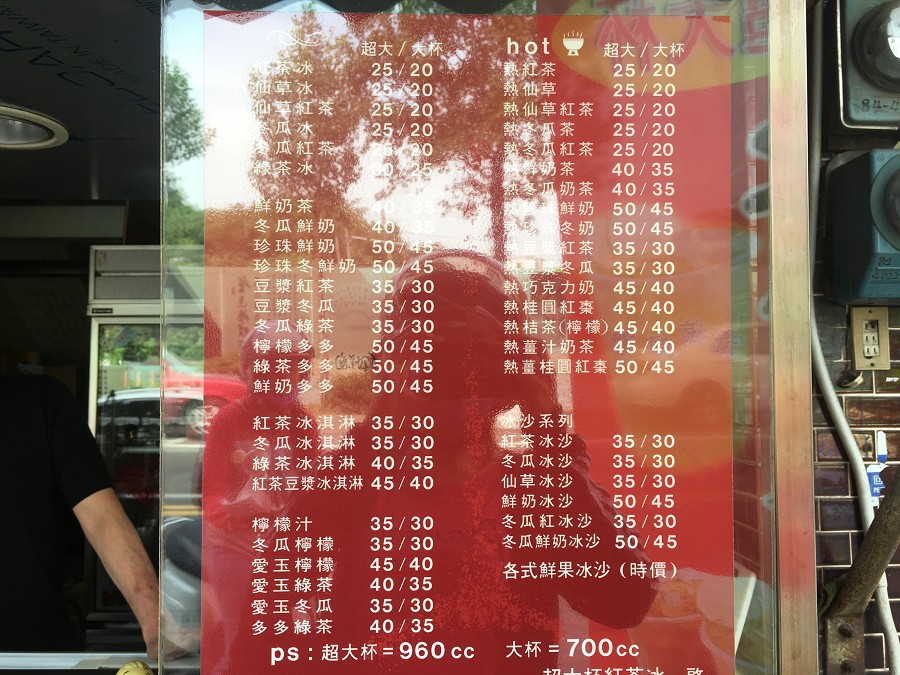 超大/大杯
紅茶冰 25/20
仙草冰 25/20
仙草紅茶 25/20
冬瓜冰 25/20
冬瓜紅茶 25/20
綠茶冰 30/25
鮮奶茶 40/35
冬瓜鮮奶 40/35
珍珠鮮奶 50/45
珍珠冬鮮奶 50/45
豆漿紅茶 35/30
豆漿冬瓜 35/30
冬瓜綠茶 35/30
檸檬多多 50/45
綠茶多多 50/45
鮮奶多多 50/45
紅茶冰淇淋 35/30
冬瓜冰淇淋 35/30
綠茶冰淇淋 40/35
紅茶豆漿冰淇淋 45/40
檸檬汁 35/30
冬瓜檸檬 35/30
愛玉檸檬 45/40
愛玉綠茶 40/35
愛玉冬瓜 35/30
多多綠茶 40/35
hot 超大/大杯
熱紅茶 25/20
熱仙草 25/20
熱仙草紅茶 25/20
熱冬瓜茶 25/20
熱冬瓜紅茶 25/20
熱鮮奶茶 40/35
熱冬瓜奶茶 40/35
熱珍珠鮮奶 50/45
熱珍珠冬奶 50/45
熱豆漿紅茶 35/30
熱豆漿冬瓜 35/30
熱巧克力奶 45/40
熱桂圓紅棗 45/40
熱桔茶(檸檬) 45/40
熱薑汁奶茶 45/40
熱薑桂圓紅棗 50/45
冰沙系列
紅茶冰沙 35/30
冬瓜冰沙 35/30
仙草冰沙 35/30
鮮奶冰沙 50/45
冬瓜紅冰沙 35/30
冬瓜鮮奶冰沙 50/45
各式鮮果冰沙(時價)
ps:超大杯=960cc 大杯=700cc
超大杯紅茶冰